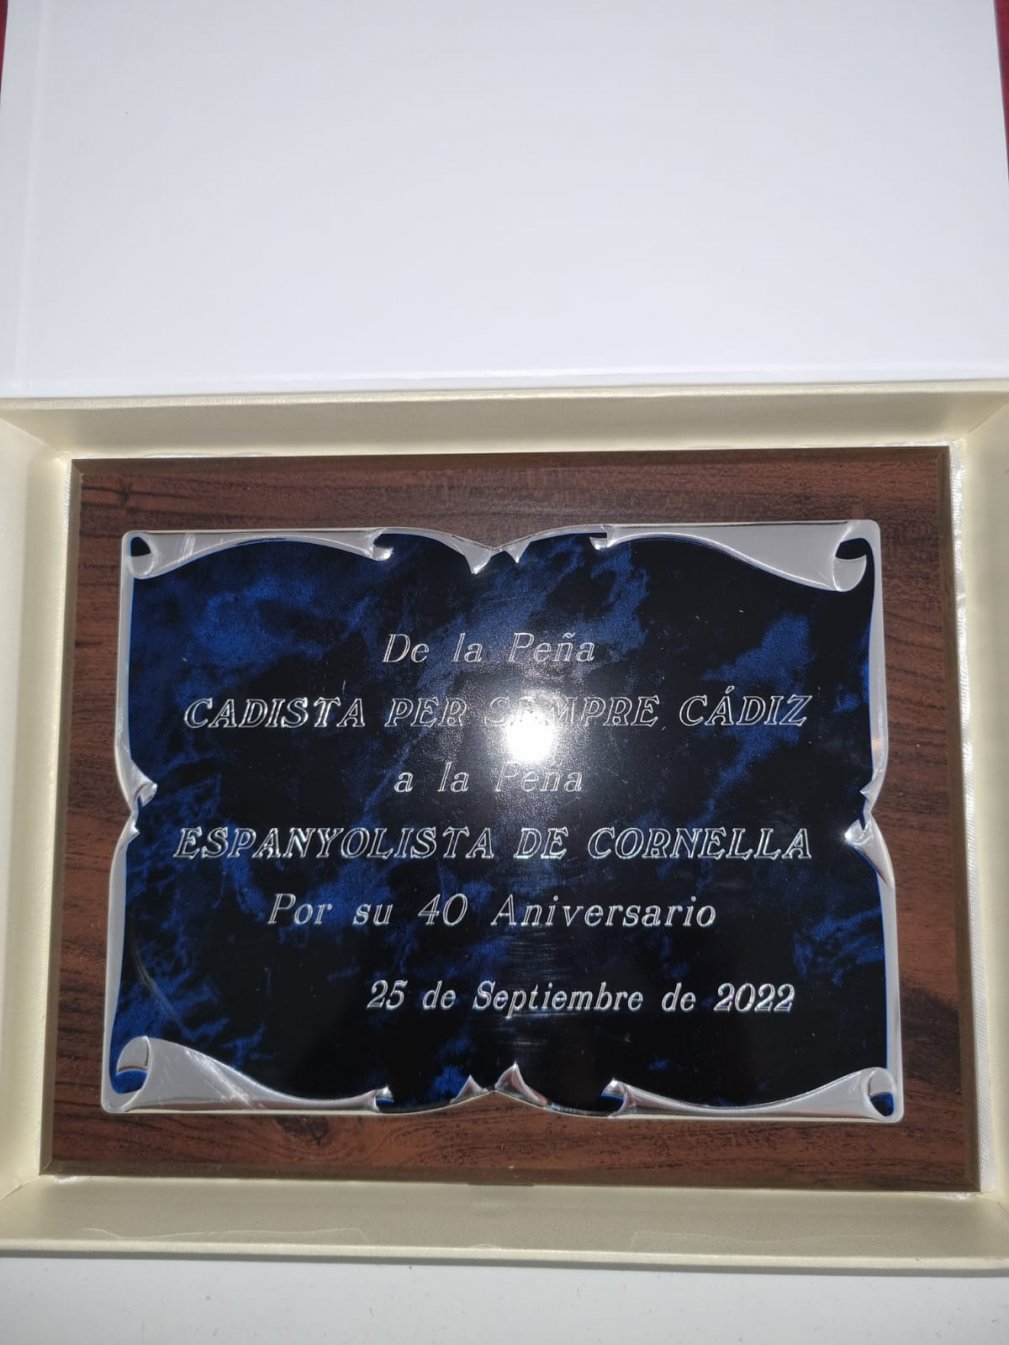 De la Peña
CADISTA PER SEMPRE CÁDIZ
a la Peña
ESPANYOLISTA DE CORNELLA
Por su 40 Aniversario
25 de Septiembre de 2022